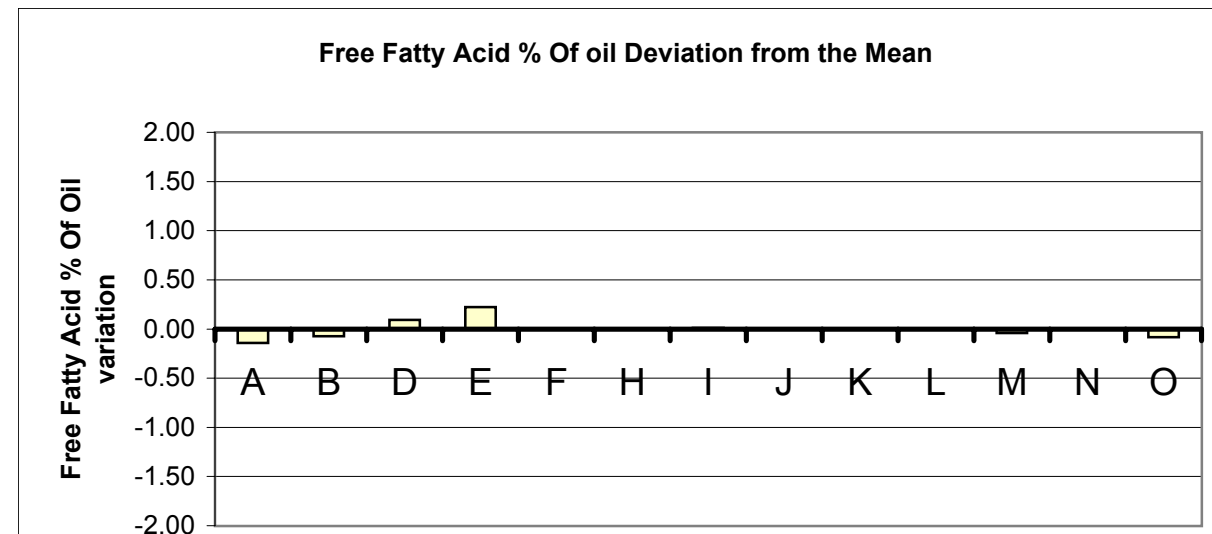 Free Fatty Acid % Of oil Deviation from the Mean
Free Fatty Acid % Of Oil
variation
2.00
1.50
1.00
0.50
0.00
-0.50
-1.00
-1.50
-2.00
A B D E F H I J K L M N O